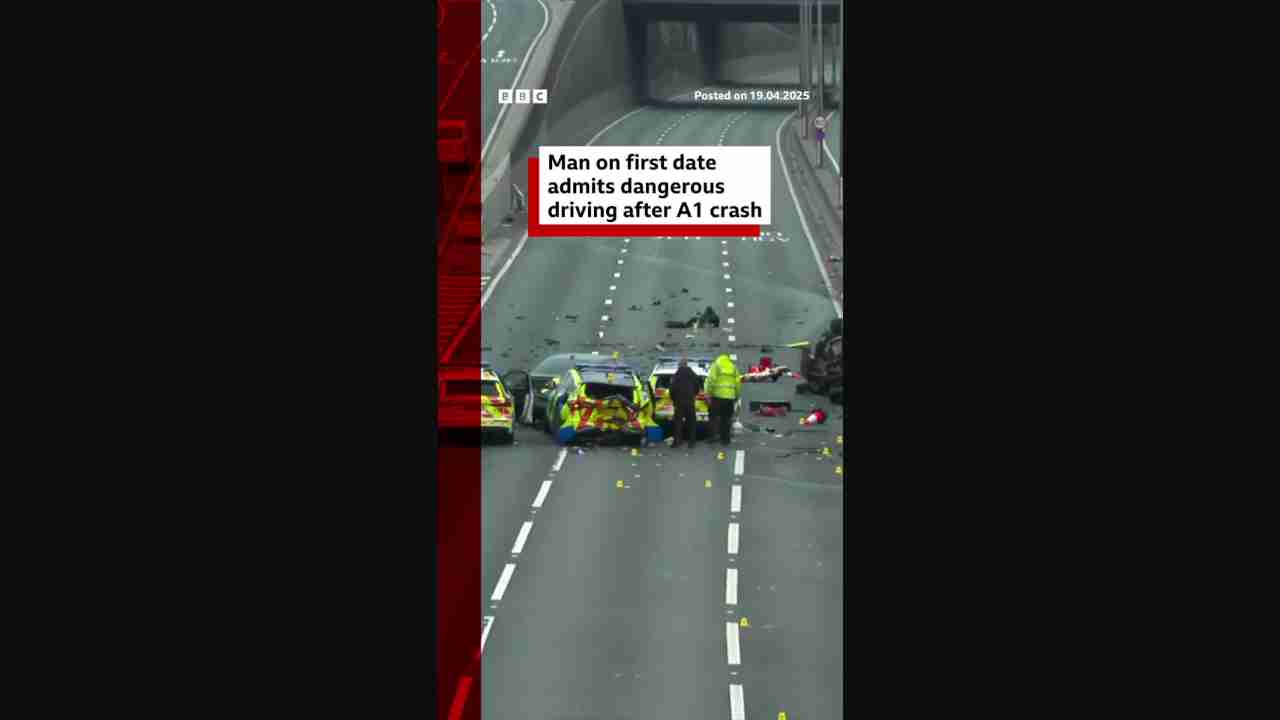 BBC
Posted on 19.04.2025
Man on first date
admits dangerous
driving after A1 crash